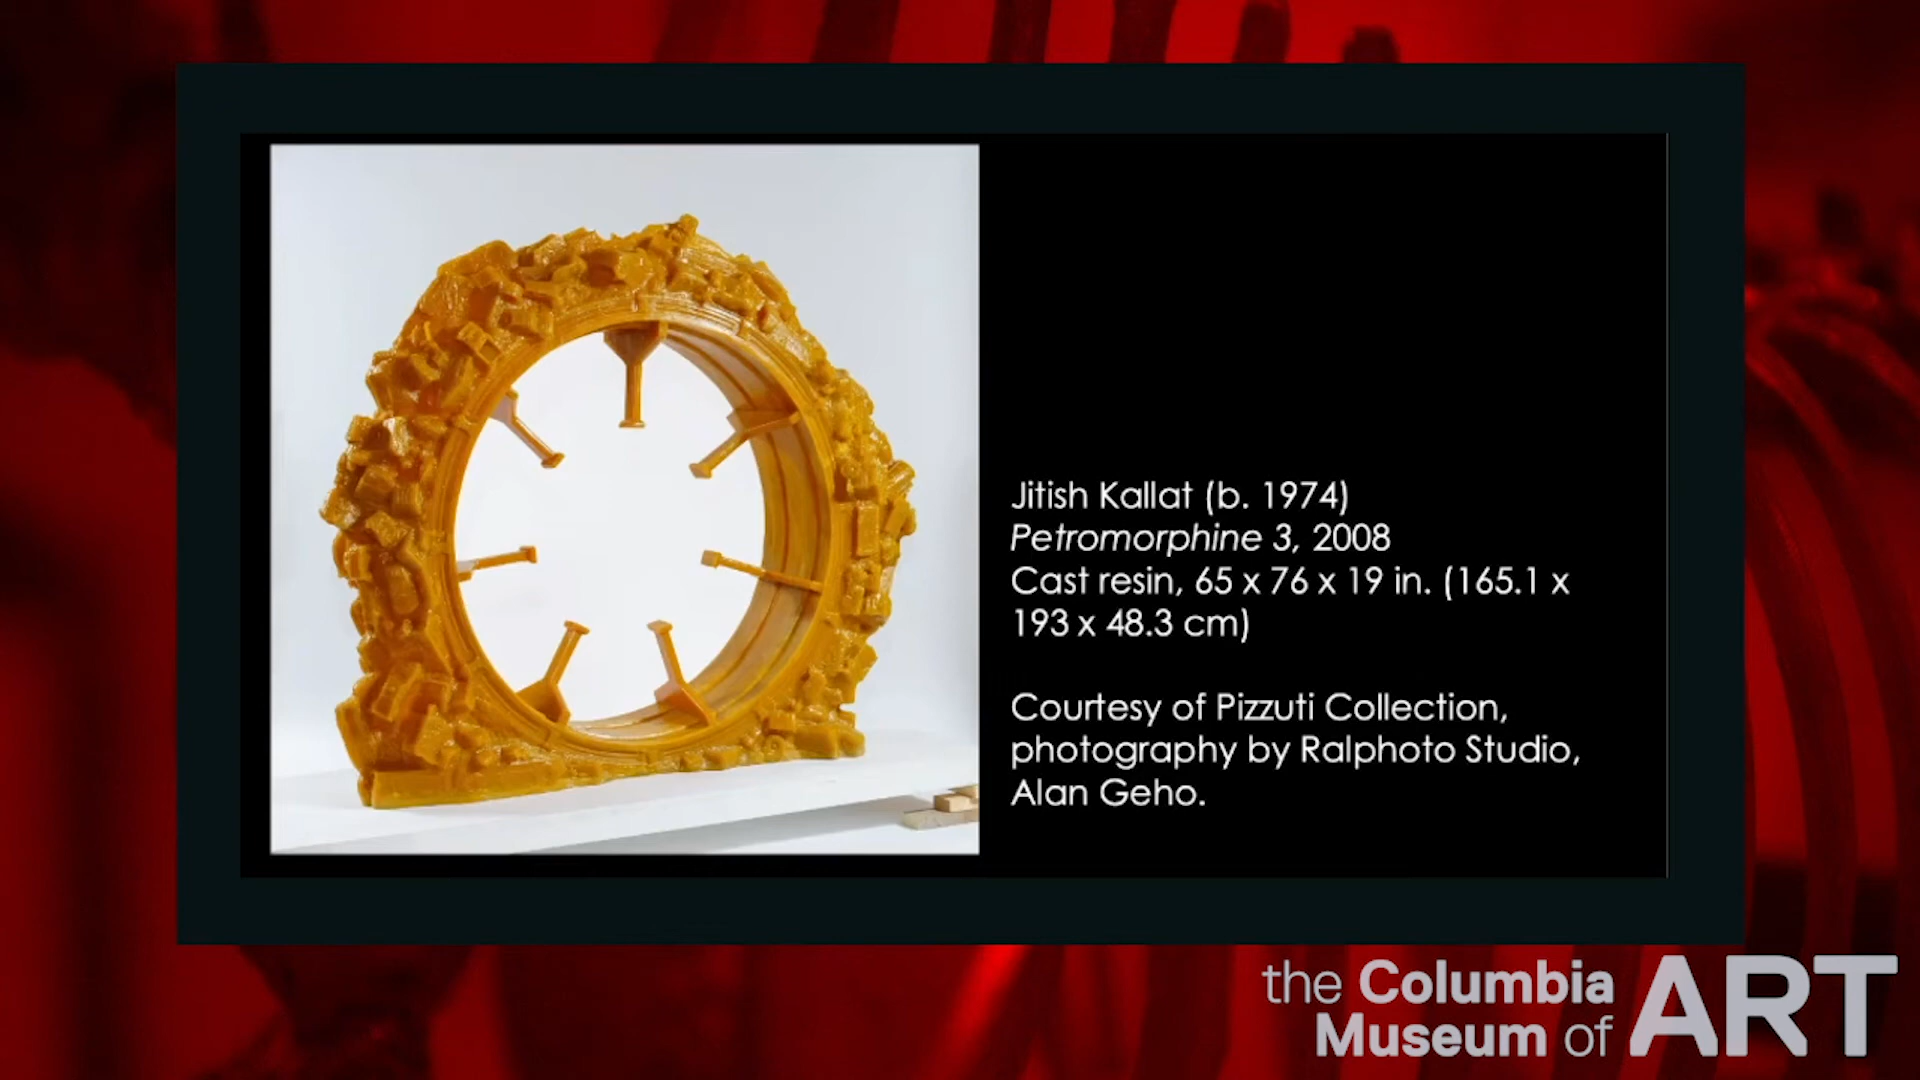 Jitish Kallat (b. 1974)
Petromorphine 3, 2008
Cast resin, 65 x 76 x 19 in. (165.1 x
193 x 48.3 cm)
Courtesy of Pizzuti Collection,
photography by Ralphoto Studio,
Alan Geho.
the Columbia
Museum of ART